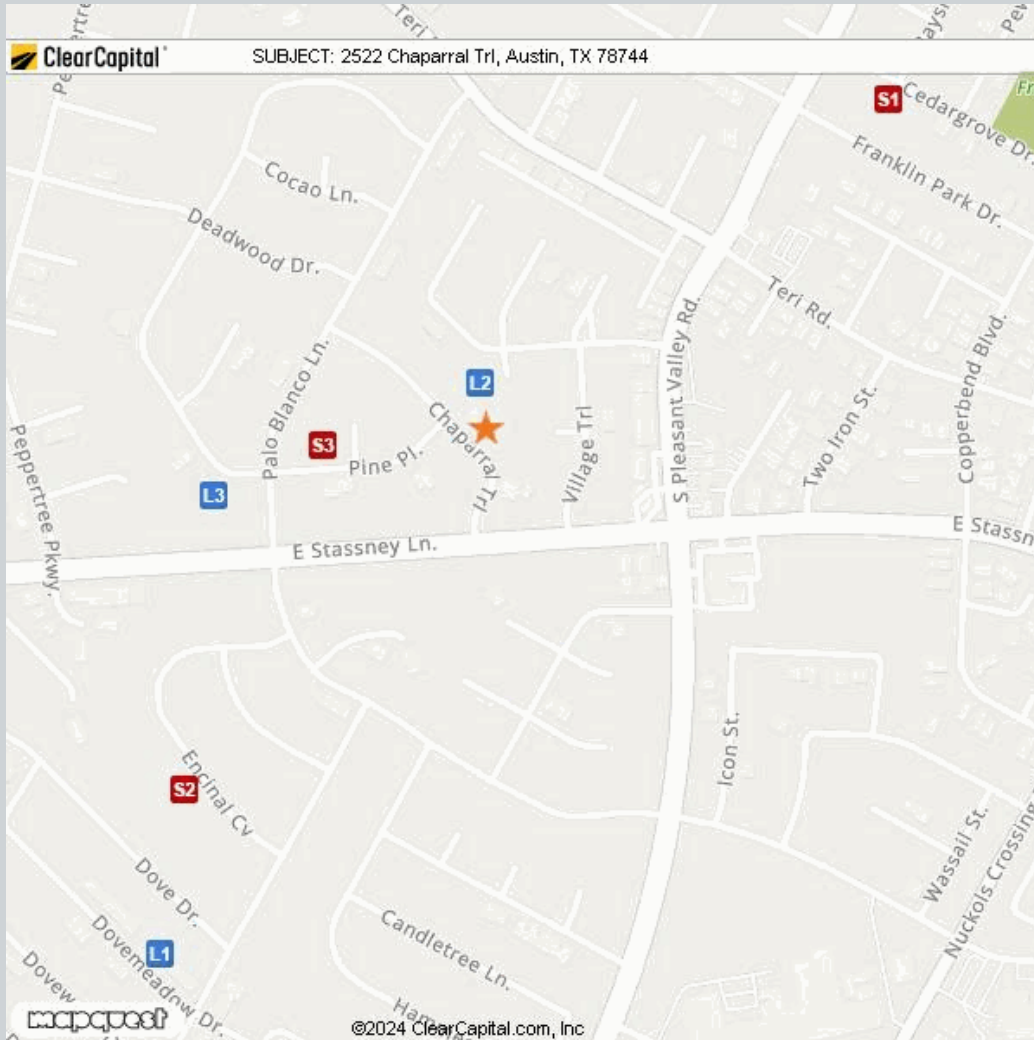 Teri
ClearCapital
SUBJECT: 2522 Chaparral Trl, Austin, TX 78744
S1
Cedargrove Dr.
Franklin Park Dr.
Cocao Ln.
Deadwood Dr.
Teri Rd.
S Pleasant Valley Rd.
Palo Blanco Ln.
Copperbend Blvd.
L2
Chaparral Trl
S3
Pine Pl.
Village Trl
Two Iron St.
Peppertree Pkwy.
L3
E Stassney Ln.
E Stassn
Icon St.
S2
Encinal Cv
Wassail St.
Nuckols Crossing
Dove Dr.
L1
Dovemeadow Dr.
Candletree Ln.
Dovew
mapquest
©2024 ClearCapital.com, Inc